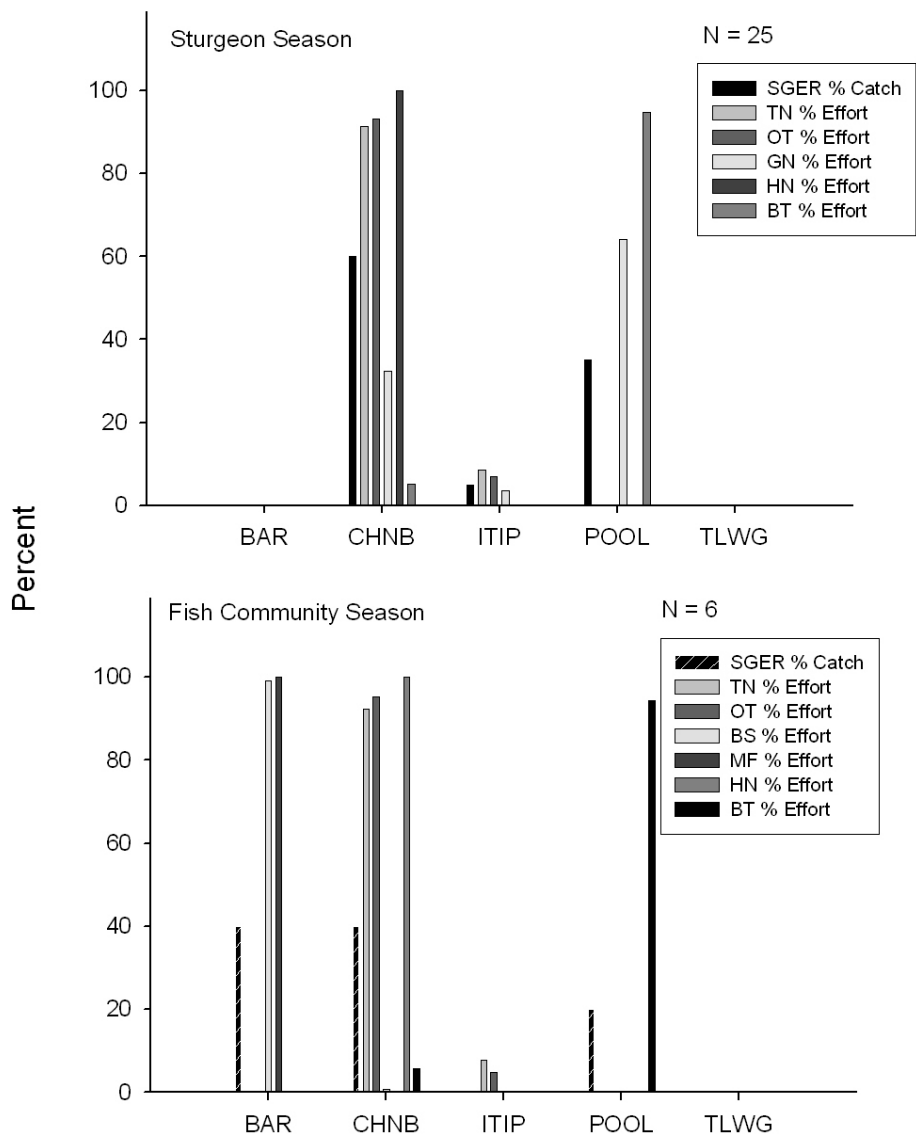 Sturgeon Season
N = 25
SGER % Catch
TN % Effort
OT % Effort
GN % Effort
HN % Effort
BT % Effort
100
80
60
40
20
0
BAR CHNB ITIP POOL TLWG
Percent
Fish Community Season
N = 6
SGER % Catch
TN % Effort
OT % Effort
BS % Effort
MF % Effort
HN % Effort
BT % Effort
100
80
60
40
20
0
BAR CHNB ITIP POOL TLWG